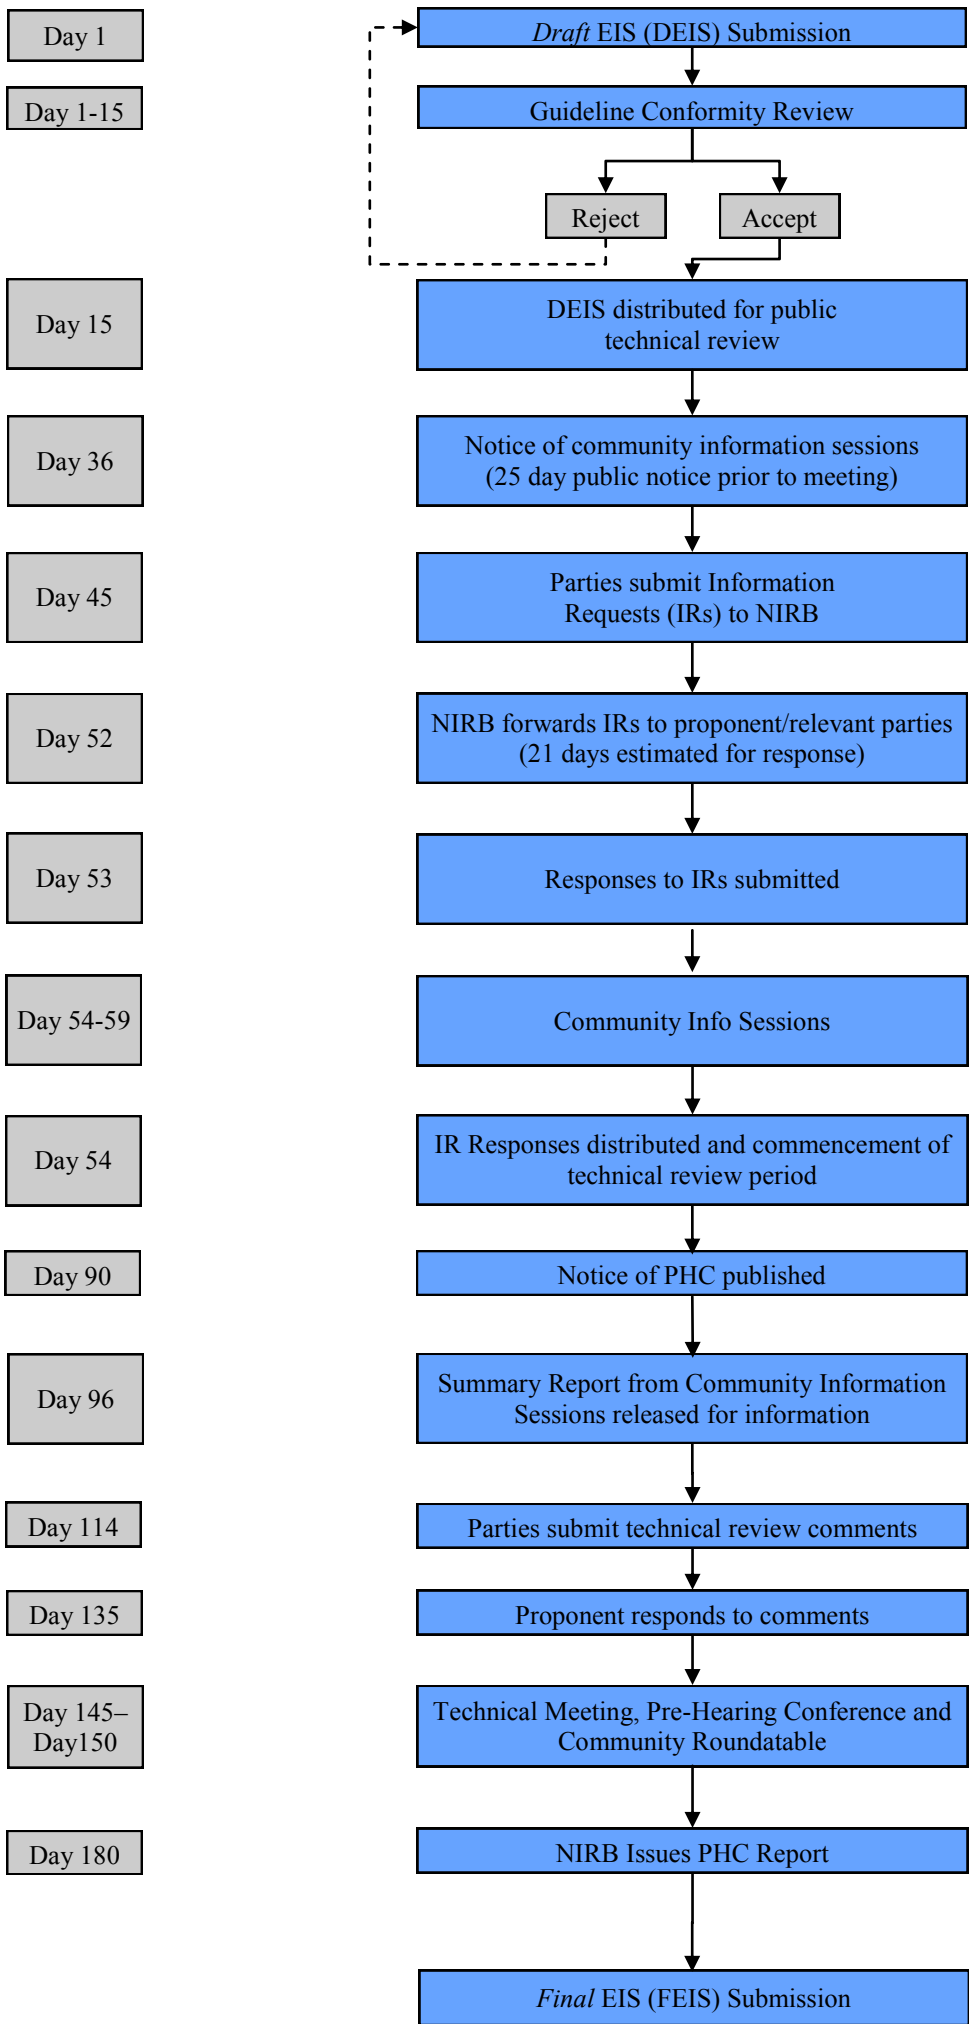 Day 1
Draft EIS (DEIS) Submission
Day 1-15
Guideline Conformity Review
Reject
Accept
Day 15
DEIS distributed for public
technical review
Day 36
Notice of community information sessions
(25 day public notice prior to meeting)
Day 45
Parties submit Information
Requests (IRs) to NIRB
Day 52
NIRB forwards IRs to proponent/relevant parties
(21 days estimated for response)
Day 53
Responses to IRs submitted
Day 54-59
Community Info Sessions
Day 54
IR Responses distributed and commencement of
technical review period
Day 90
Notice of PHC published
Day 96
Summary Report from Community Information
Sessions released for information
Day 114
Parties submit technical review comments
Day 135
Proponent responds to comments
Day 145–
Day150
Technical Meeting, Pre-Hearing Conference and
Community Roundtable
Day 180
NIRB Issues PHC Report
Final EIS (FEIS) Submission